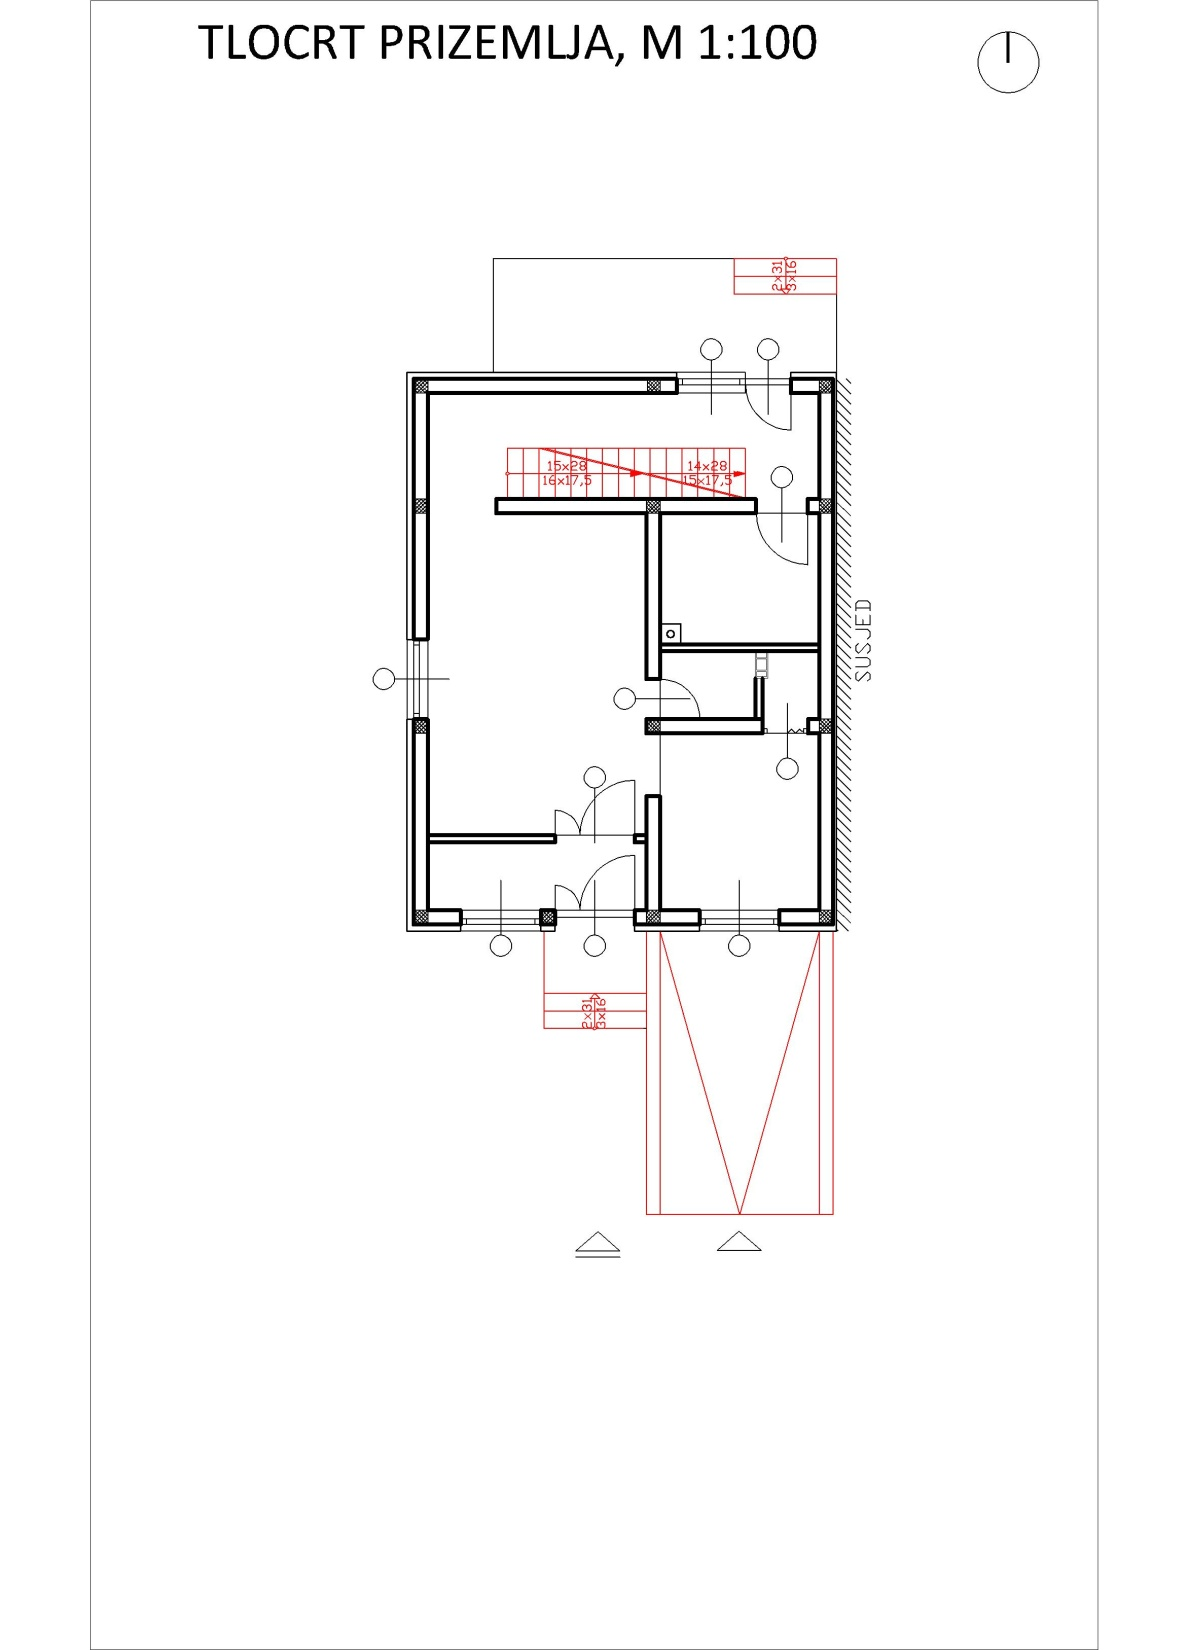 TLOCRT PRIZEMLJA, M 1:100
2x31
3x16
15x28
16x17,5
14x28
15x17,5
SUSJED
2x31
3x16